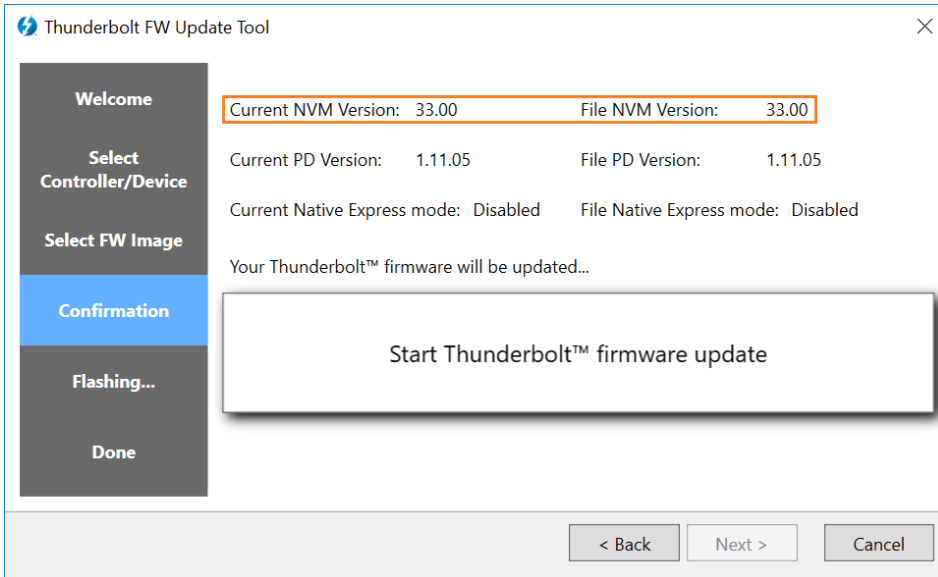 Thunderbolt FW Update Tool
Welcome
Select
Controller/Device
Select FW Image
Confirmation
Flashing...
Done
Current NVM Version: 33.00 File NVM Version: 33.00
Current PD Version: 1.11.05 File PD Version: 1.11.05
Current Native Express mode: Disabled File Native Express mode: Disabled
Your Thunderbolt™ firmware will be updated...
Start Thunderbolt™ firmware update
< Back Next > Cancel